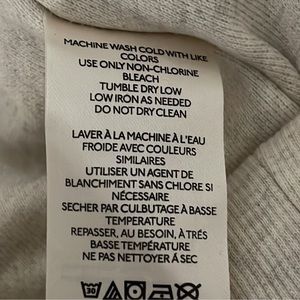 MACHINE WASH COLD WITH LIKE
COLORS
USE ONLY NON-CHLORINE
BLEACH
TUMBLE DRY LOW
LOW IRON AS NEEDED
DO NOT DRY CLEAN
LAVER À LA MACHINE À L'EAU
FROIDE AVEC COULEURS
SIMILAIRES
UTILISER UN AGENT DE
BLANCHIMENT SANS CHLORE SI
NÉCESSAIRE
SECHER PAR CULBUTAGE À BASSE
TEMPERATURE
REPASSER, AU BESOIN, À TRÉS
BASSE TEMPÉRATURE
NE PAS NETTOYER Á SEC
30